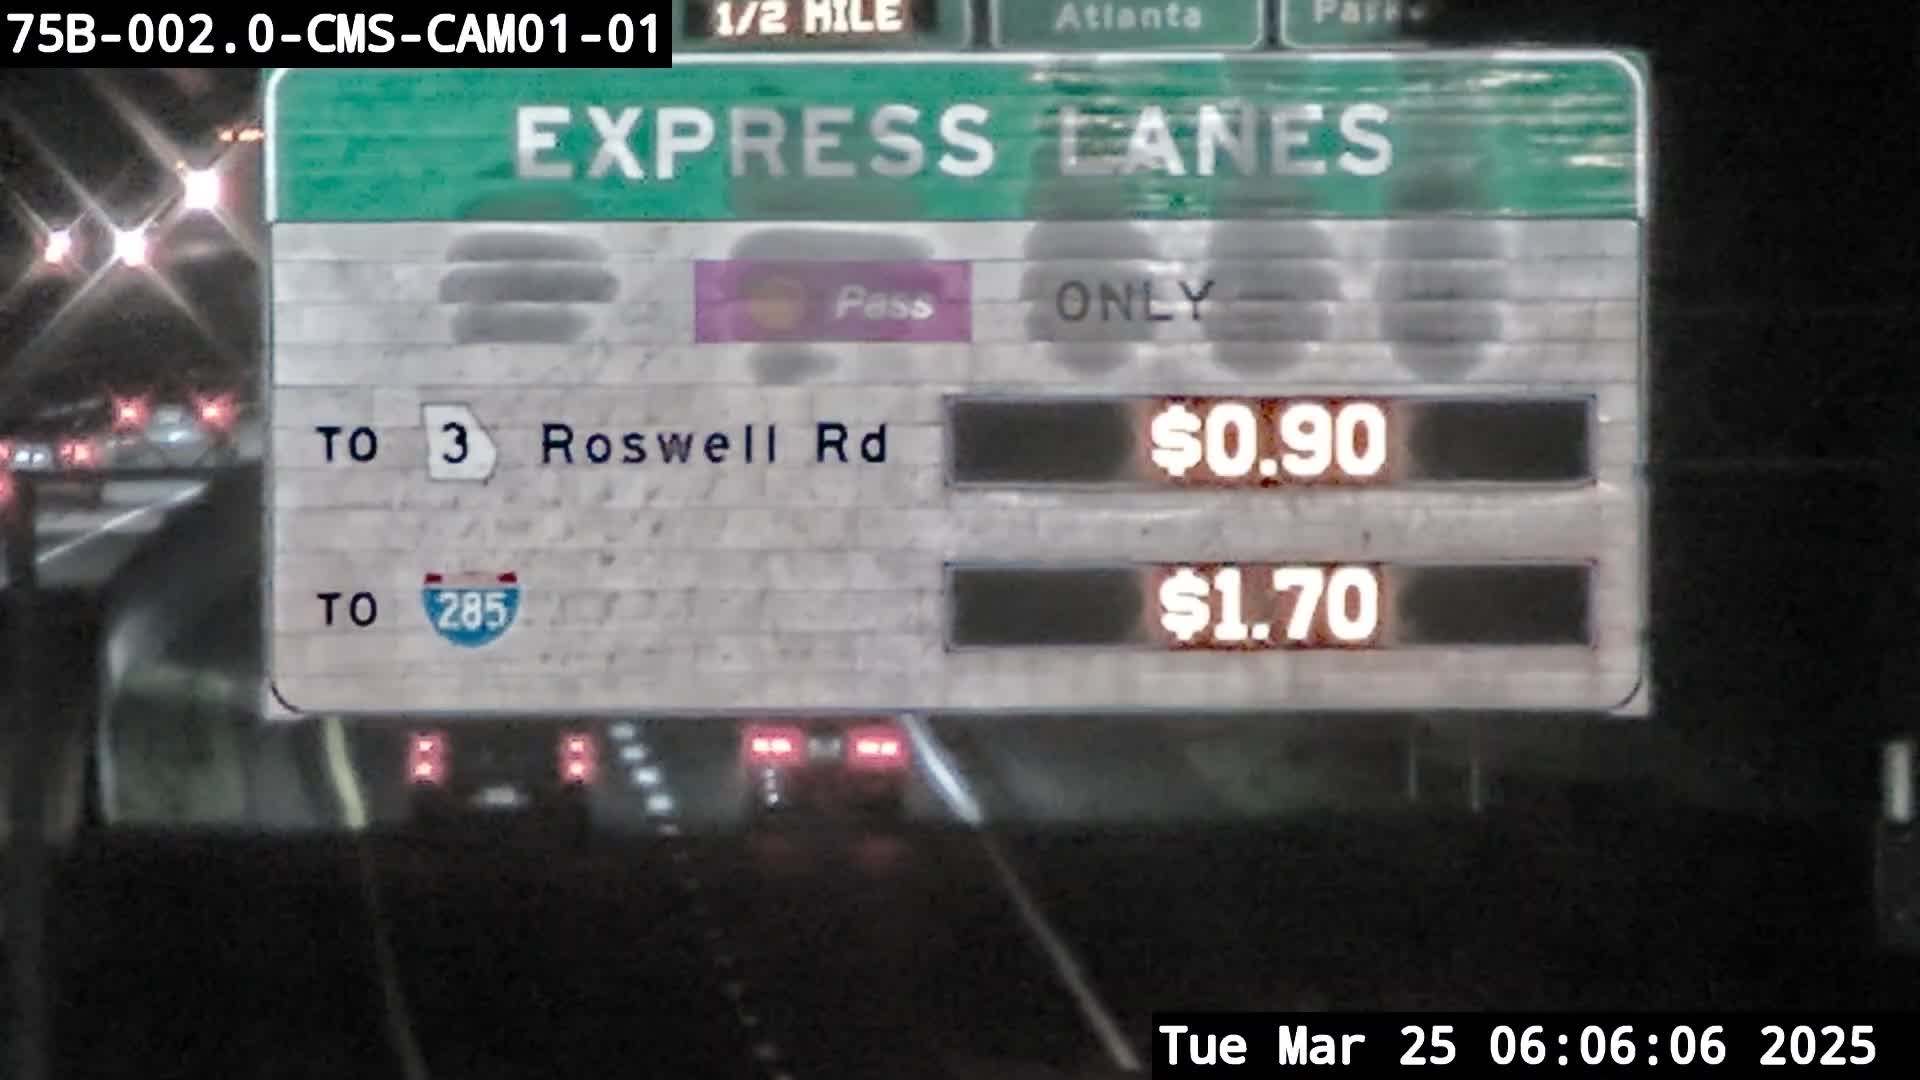 75B-002.0-CMS-CAM01-01
1/2 MILE
Atlanta
EXPRESS LANES
Pass ONLY
TO 3 Roswell Rd $0.90
TO 285 $1.70
Tue Mar 25 06:06:06 2025